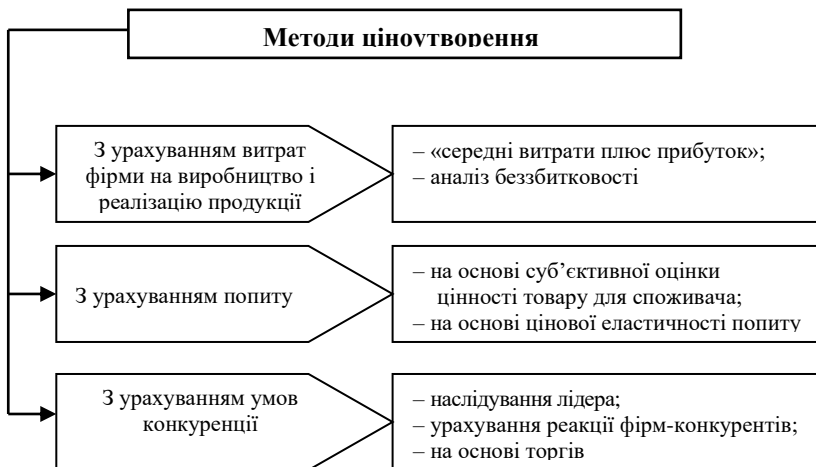 Методи ціноутворення
З урахуванням витрат
фірми на виробництво і
реалізацію продукції
– «середні витрати плюс прибуток»;
– аналіз беззбитковості
З урахуванням попиту
– на основі суб’єктивної оцінки
цінності товару для споживача;
– на основі цінової еластичності попиту
З урахуванням умов
конкуренції
– наслідування лідера;
– урахування реакції фірм-конкурентів;
– на основі торгів